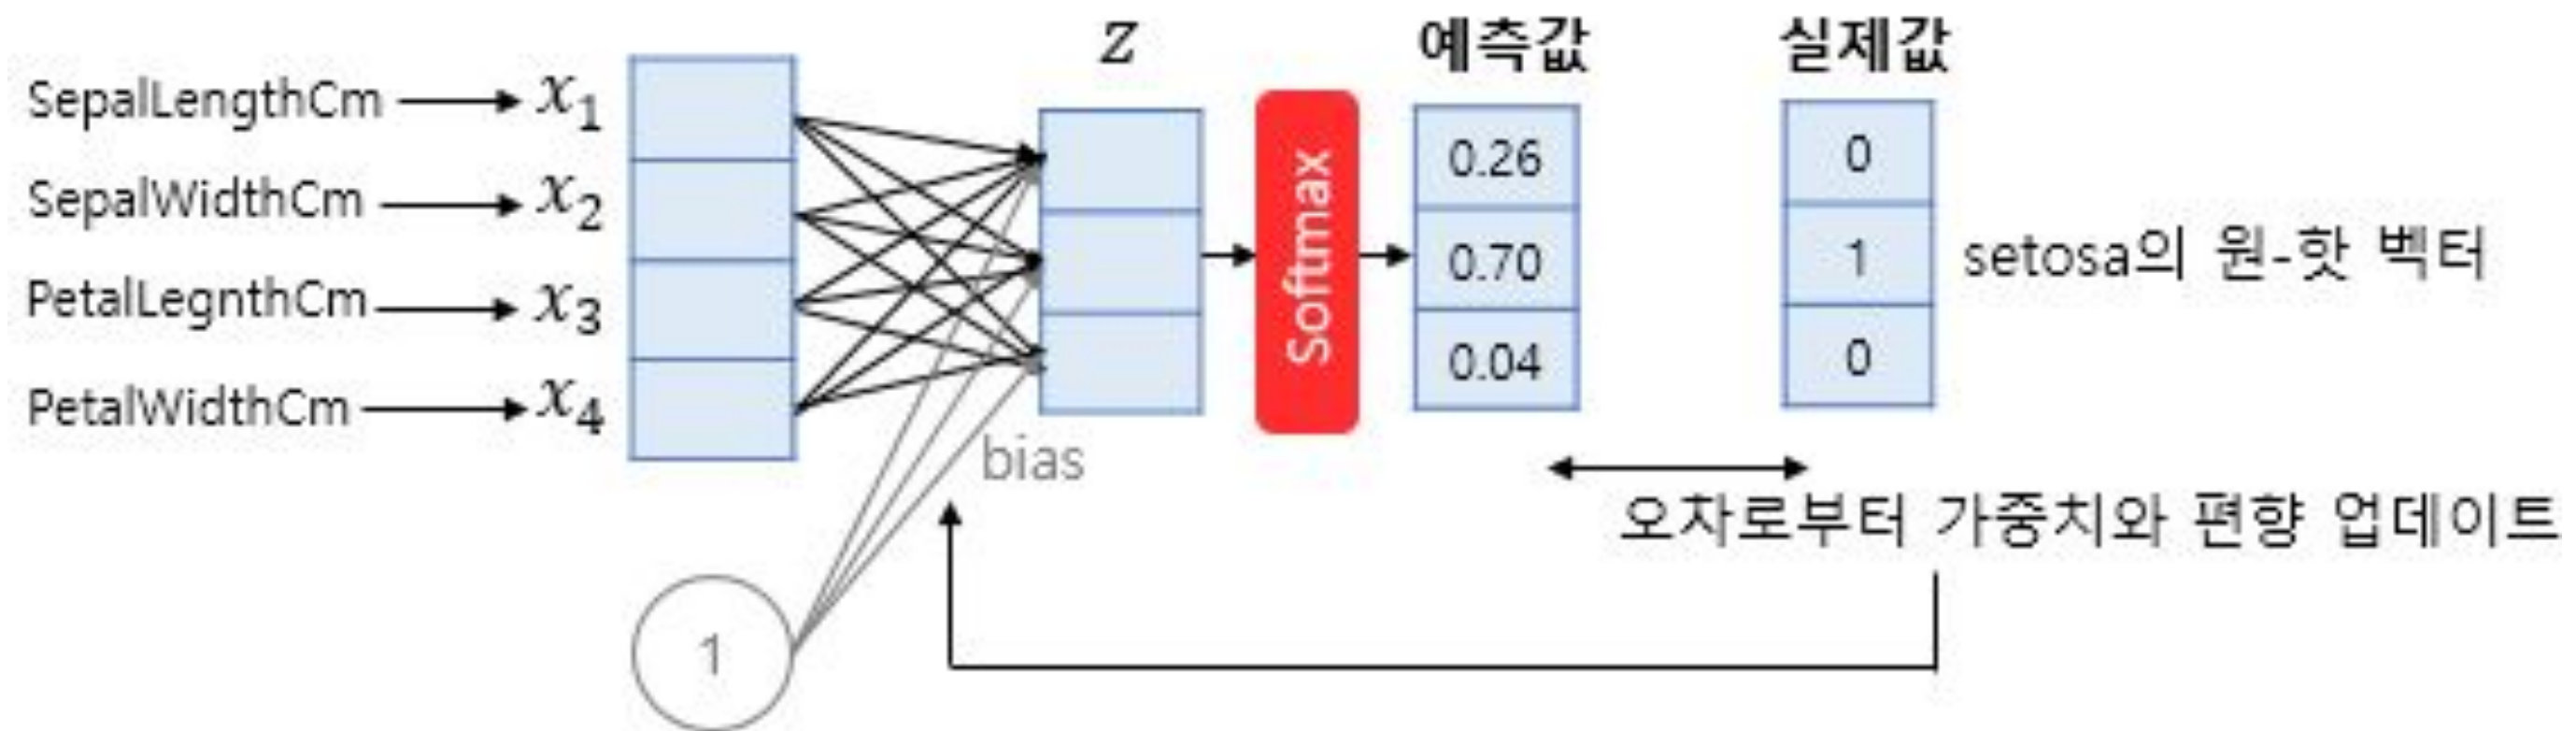 SepalLengthCm x1
SepalWidthCm x2
PetalLegnthCm x3
PetalWidthCm x4
z
bias
1
Softmax
예측값
0.26
0.70
0.04
실제값
0
1
0
setosa의 원-핫 벡터
오차로부터 가중치와 편향 업데이트